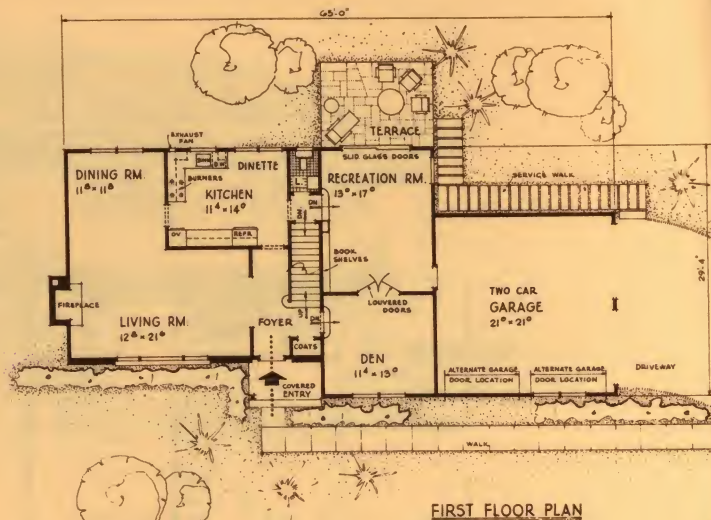 65'-0"
TERRACE
EXHAUST
FAN
DINETTE
SLID. GLASS DOORS
DINING RM.
11⁸ × 11⁸
BURNERS
KITCHEN
11⁴ × 14⁰
L.
RECREATION RM.
13⁰ × 17⁰
SERVICE WALK
DN.
DN
OV
REFR.
BOOK
SHELVES
29'-4"
FIREPLACE
LIVING RM.
12⁸ × 21⁶
FOYER
UP
DN
COATS
LOUVERED
DOORS
TWO CAR
GARAGE
21⁰ × 21⁰
DEN
11⁴ × 13⁰
ALTERNATE GARAGE
DOOR LOCATION
ALTERNATE GARAGE
DOOR LOCATION
DRIVEWAY
COVERED
ENTRY
WALK
FIRST FLOOR PLAN